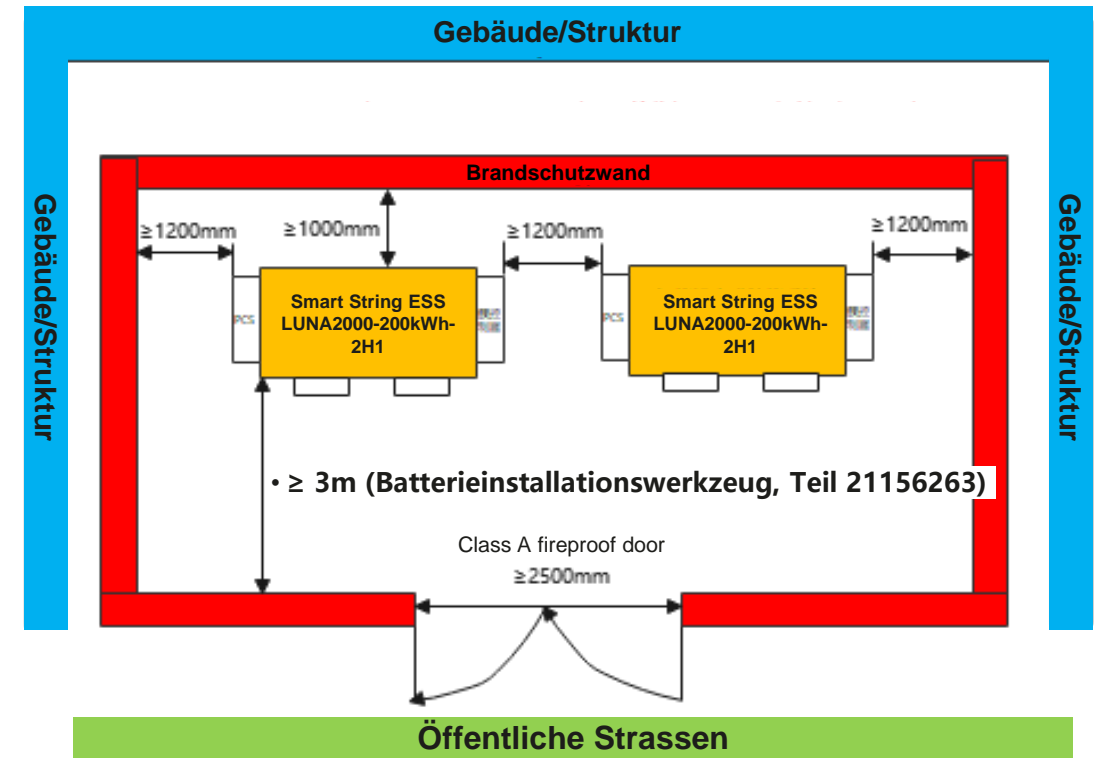 Gebäude/Struktur
Brandschutzwand
Gebäude/Struktur
Gebäude/Struktur
≥1200mm
≥1000mm
≥1200mm
≥1200mm
PCS
Smart String ESS
LUNA2000-200kWh-
2H1
PCS
Smart String ESS
LUNA2000-200kWh-
2H1
• ≥ 3m (Batterieinstallationswerkzeug, Teil 21156263)
Class A fireproof door
≥2500mm
Öffentliche Strassen